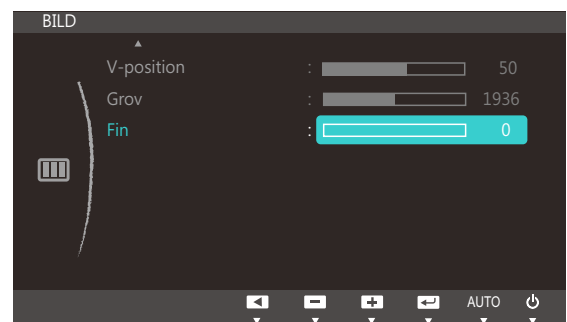 BILD
V-position : 50
Grov : 1936
Fin : 0
AUTO